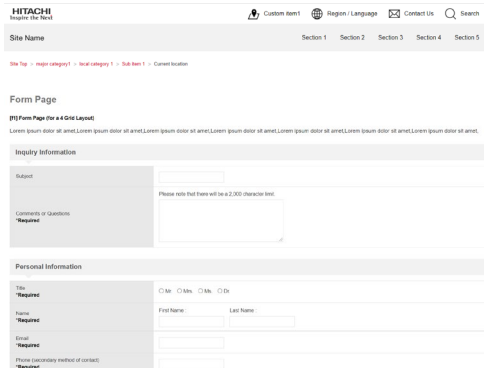 HITACHI
Inspire the Next
Custom item1 Region / Language Contact Us Search
Site Name Section 1 Section 2 Section 3 Section 4 Section 5
Site Top > major category1 > local category 1 > Sub item 1 > Current location
Form Page
[f1] Form Page (for a 4 Grid Layout)
Lorem ipsum dolor sit amet,Lorem ipsum dolor sit amet,Lorem ipsum dolor sit amet,Lorem ipsum dolor sit amet,Lorem ipsum dolor sit amet,Lorem ipsum dolor sit amet,Lorem ipsum dolor sit amet.
Inquiry Information
Subject
Please note that there will be a 2,000 character limit.
Comments or Questions
*Required
Personal Information
Title
*Required
Mr. Mrs. Ms. Dr.
Name
*Required
First Name : Last Name :
Email
*Required
Phone (secondary method of contact)
*Required